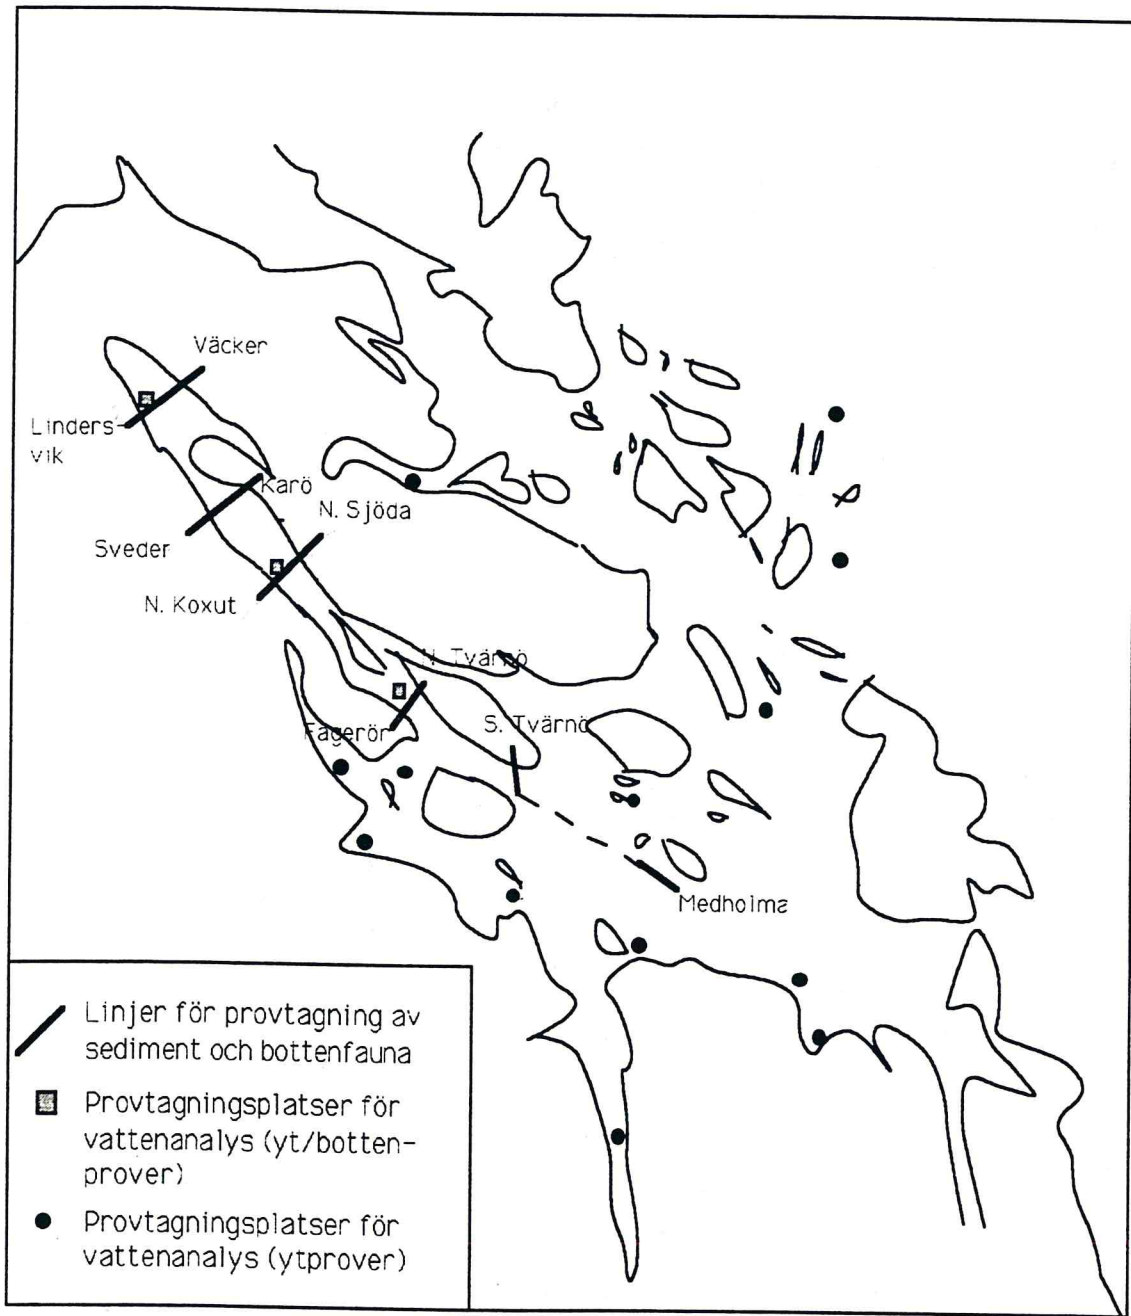 Väcker
Linders-
vik
Karö
N. Sjöda
Sveder
N. Koxut
N. Tvärnö
Fagerör
S. Tvärnö
Medholma
Linjer för provtagning av
sediment och bottenfauna
Provtagningsplatser för
vattenanalys (yt/botten-
prover)
Provtagningsplatser för
vattenanalys (ytprover)